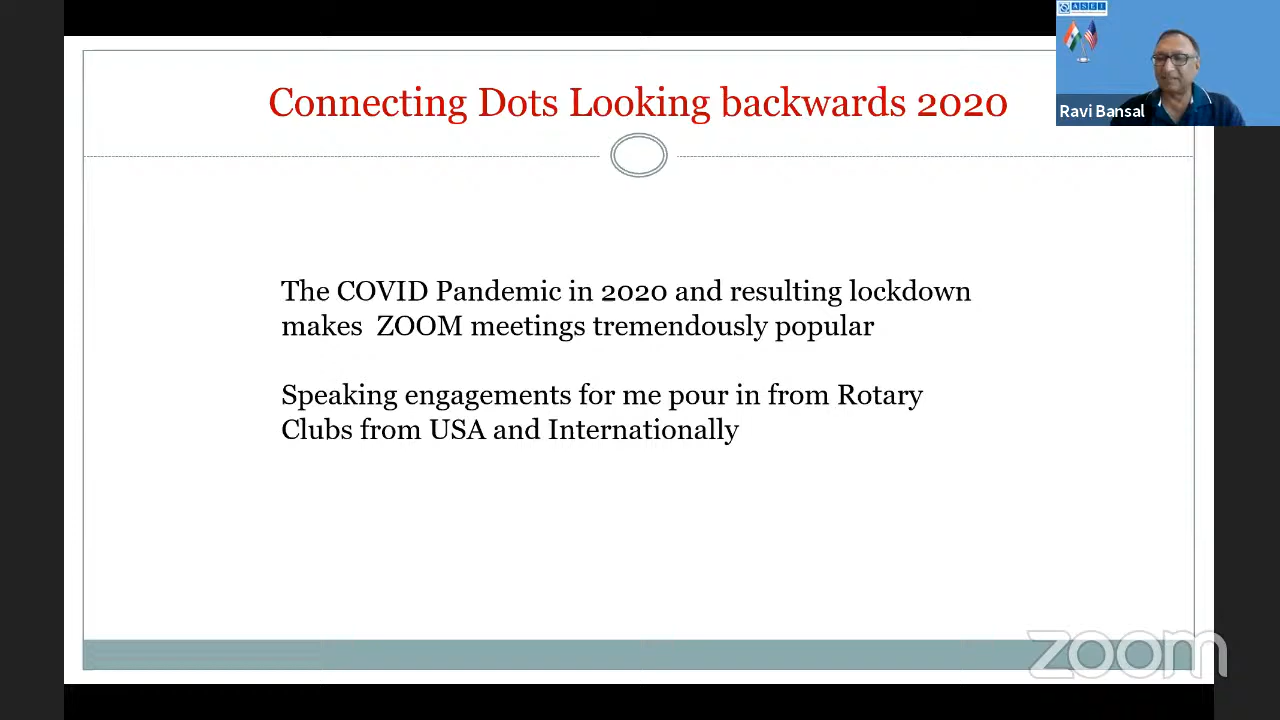 ASEI
Connecting Dots Looking backwards 2020
Ravi Bansal
The COVID Pandemic in 2020 and resulting lockdown
makes ZOOM meetings tremendously popular
Speaking engagements for me pour in from Rotary
Clubs from USA and Internationally
zoom